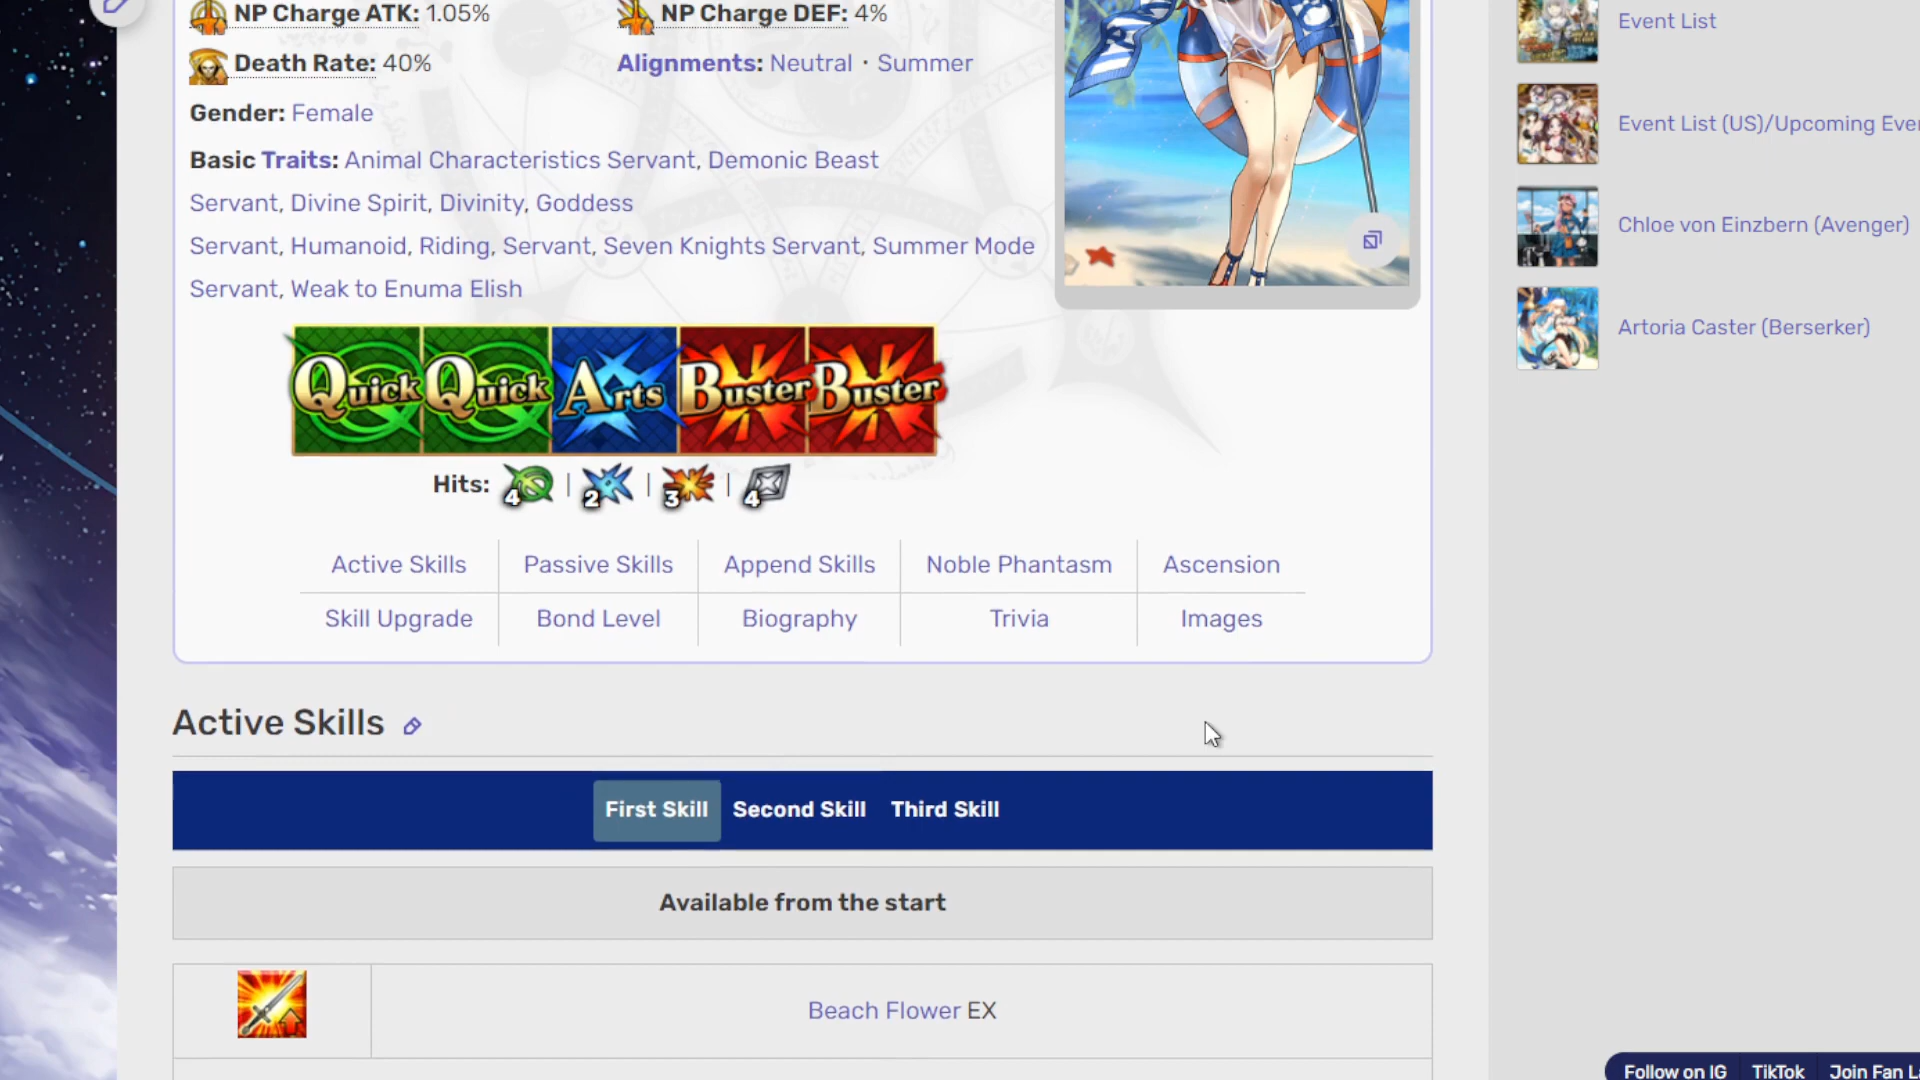 NP Charge ATK: 1.05%
NP Charge DEF: 4%
Death Rate: 40%
Alignments: Neutral · Summer
Gender: Female
Basic Traits: Animal Characteristics Servant, Demonic Beast
Servant, Divine Spirit, Divinity, Goddess
Servant, Humanoid, Riding, Servant, Seven Knights Servant, Summer Mode
Servant, Weak to Enuma Elish
Quick Quick Arts Buster Buster
Hits: 4 | 2 | 3 | 4
Active Skills
Passive Skills
Append Skills
Noble Phantasm
Ascension
Skill Upgrade
Bond Level
Biography
Trivia
Images
Active Skills
First Skill
Second Skill
Third Skill
Available from the start
Beach Flower EX
Event List
Event List (US)/Upcoming Eve
Chloe von Einzbern (Avenger)
Artoria Caster (Berserker)
Follow on IG
TikTok
Join Fan L